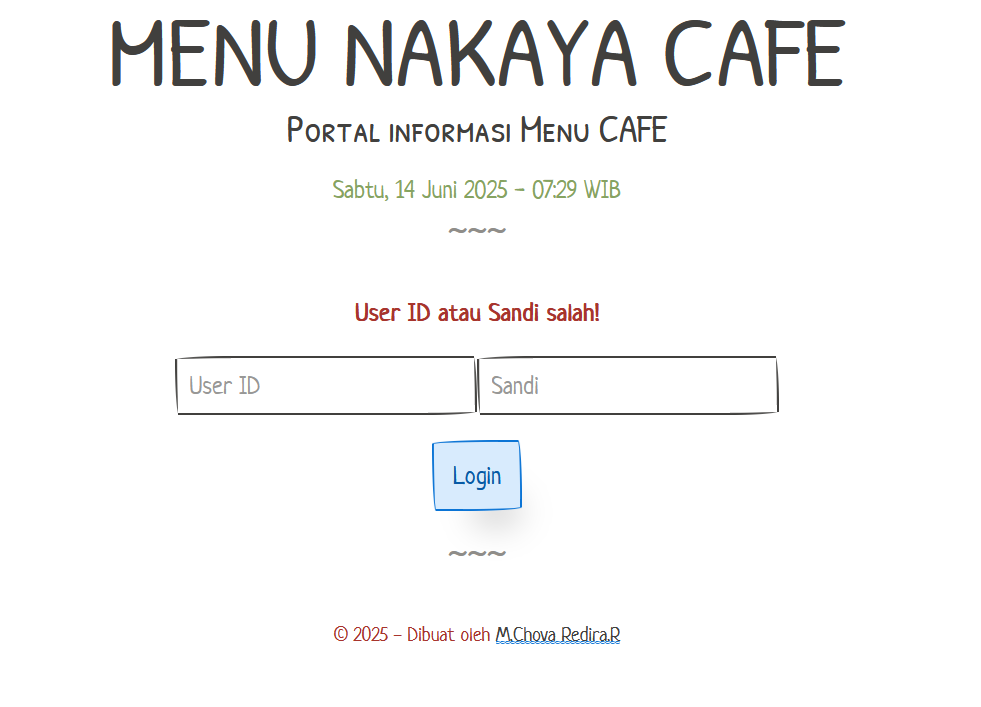 MENU NAKAYA CAFE
Portal informasi Menu CAFE
Sabtu, 14 Juni 2025 - 07:29 WIB
~~~
User ID atau Sandi salah!
User ID Sandi
Login
~~~
© 2025 - Dibuat oleh M.Chova Redira.R